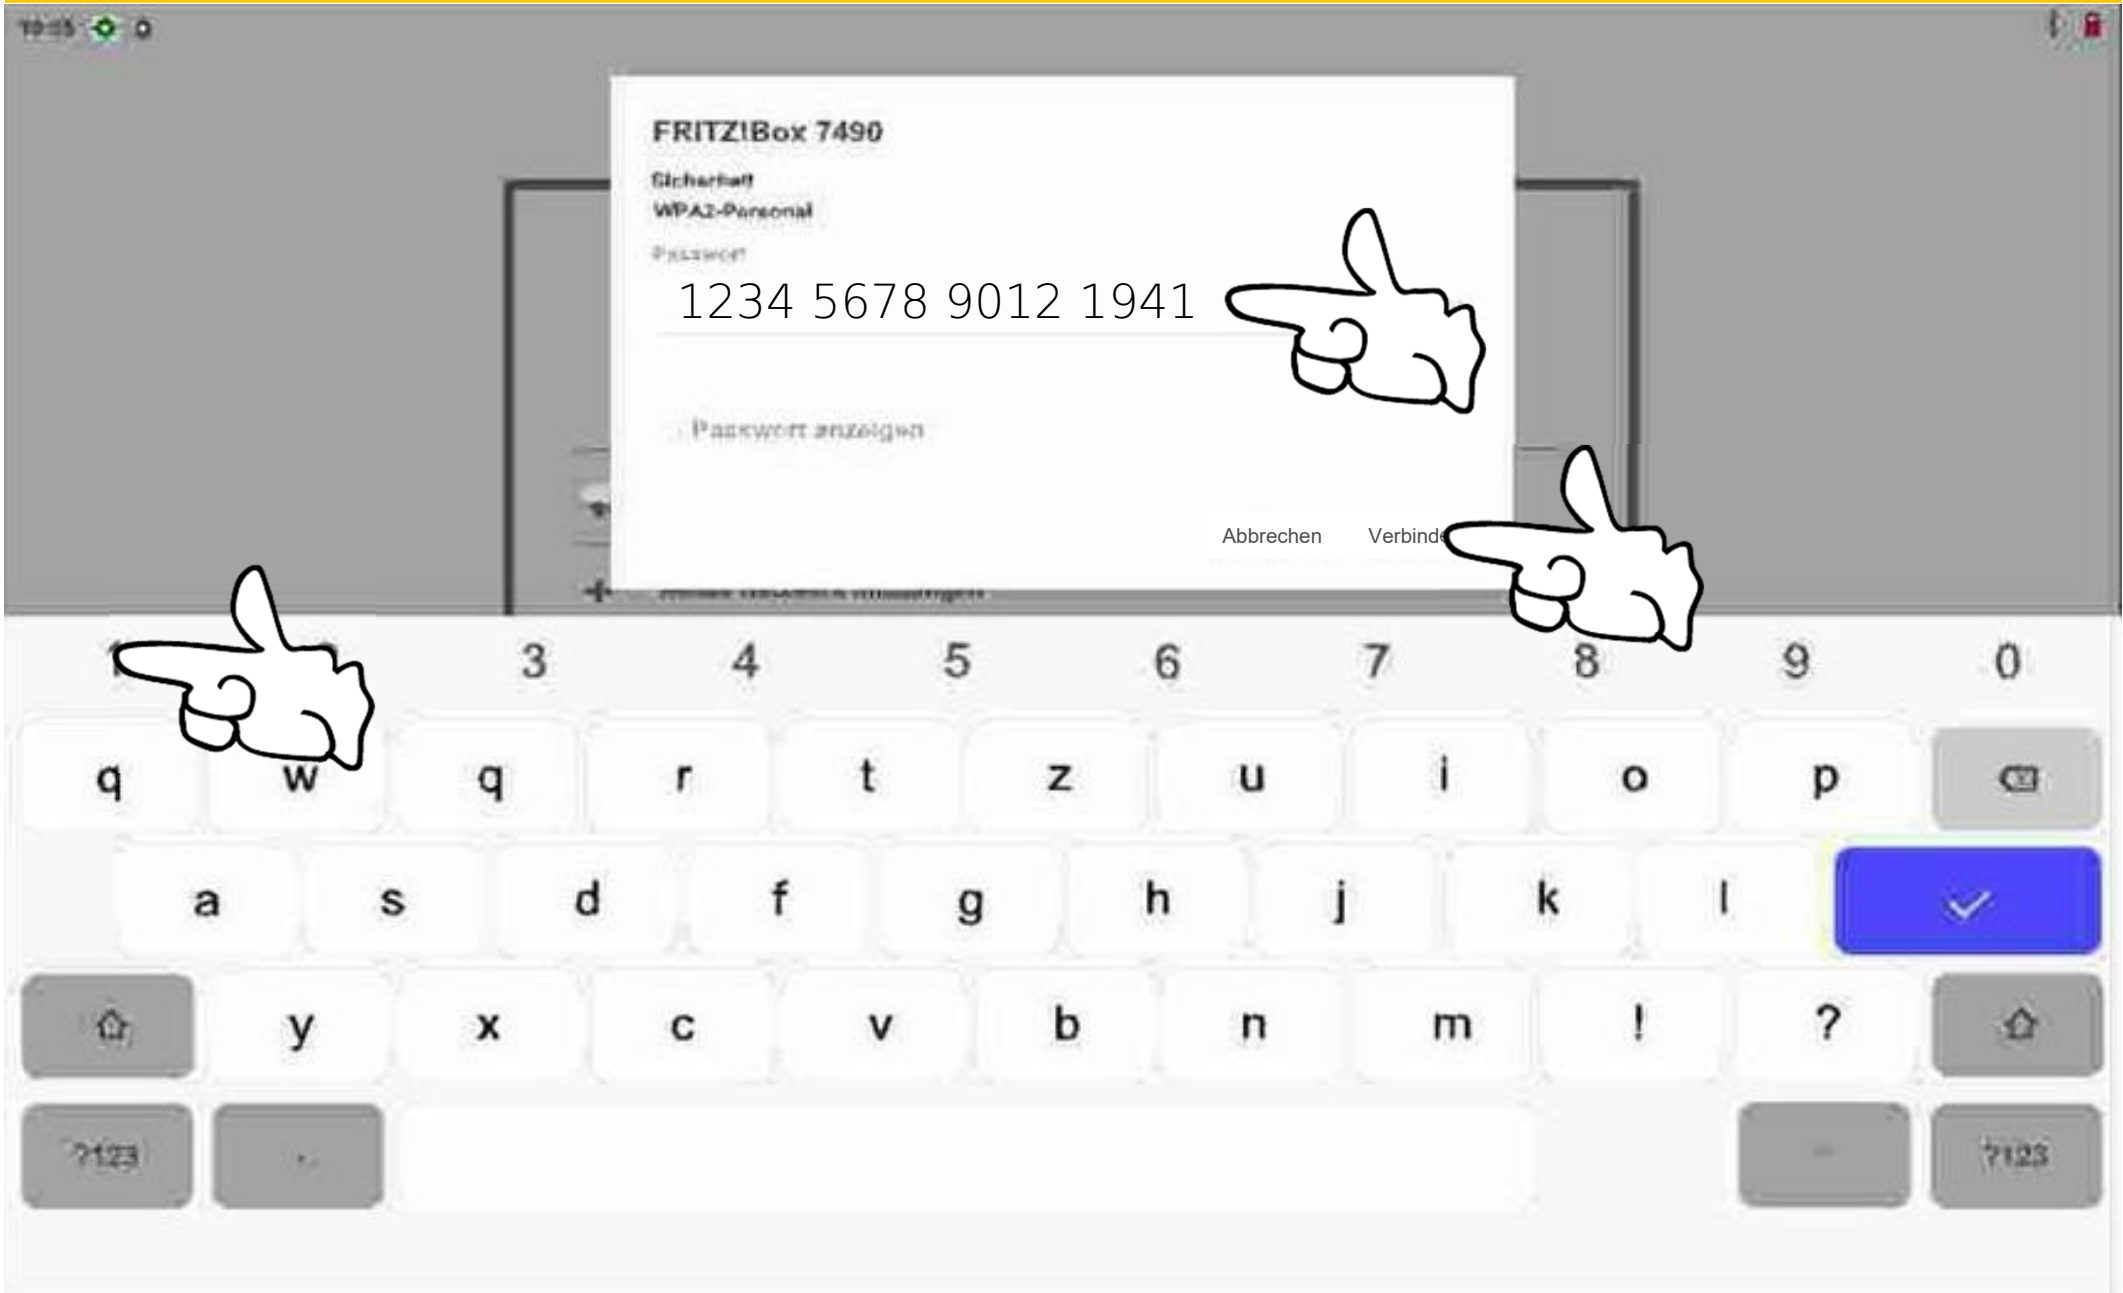 FRITZ!Box 7490
Sicherheit
WPA2-Personal
Passwort
1234 5678 9012 1941
Passwort anzeigen
Abbrechen Verbinde
3 4 5 6 7 8 9 0
q w q r t z u i o p
a s d f g h j k l
y x c v b n m ! ?
?123 ?123